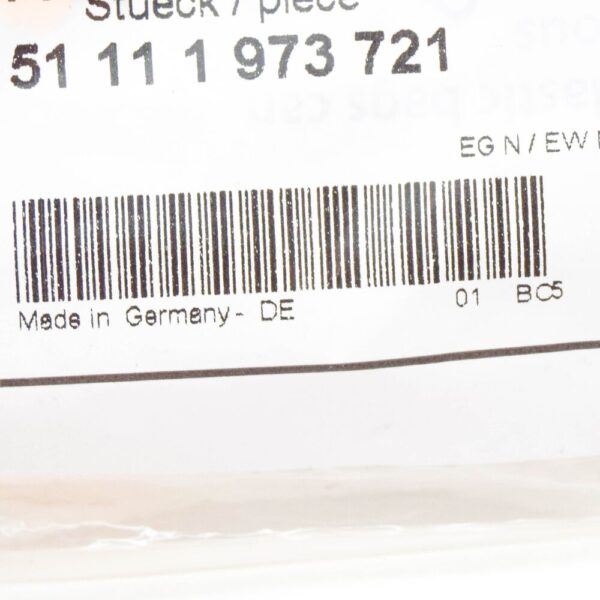 Stueck / piece
51 11 1 973 721
EG N / EW
Made in Germany - DE 01 BC5